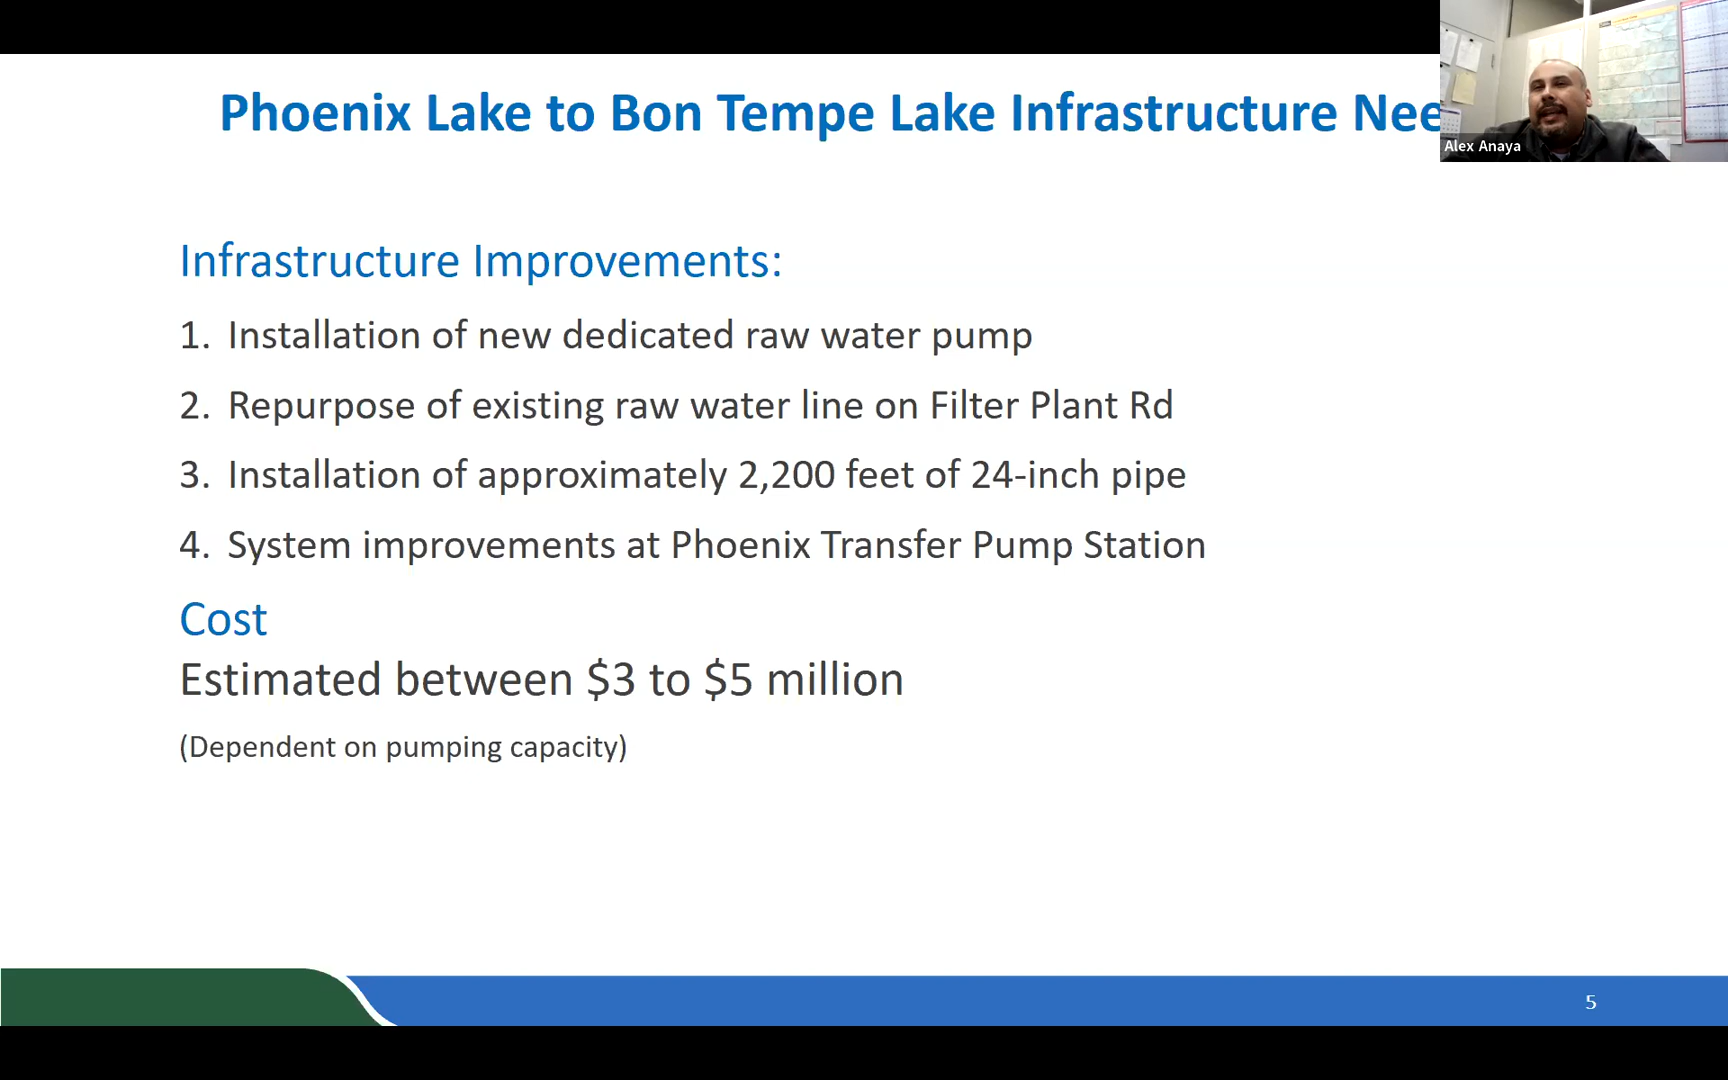 Phoenix Lake to Bon Tempe Lake Infrastructure Nee
Alex Anaya
Infrastructure Improvements:
1. Installation of new dedicated raw water pump
2. Repurpose of existing raw water line on Filter Plant Rd
3. Installation of approximately 2,200 feet of 24-inch pipe
4. System improvements at Phoenix Transfer Pump Station
Cost
Estimated between $3 to $5 million
(Dependent on pumping capacity)
5